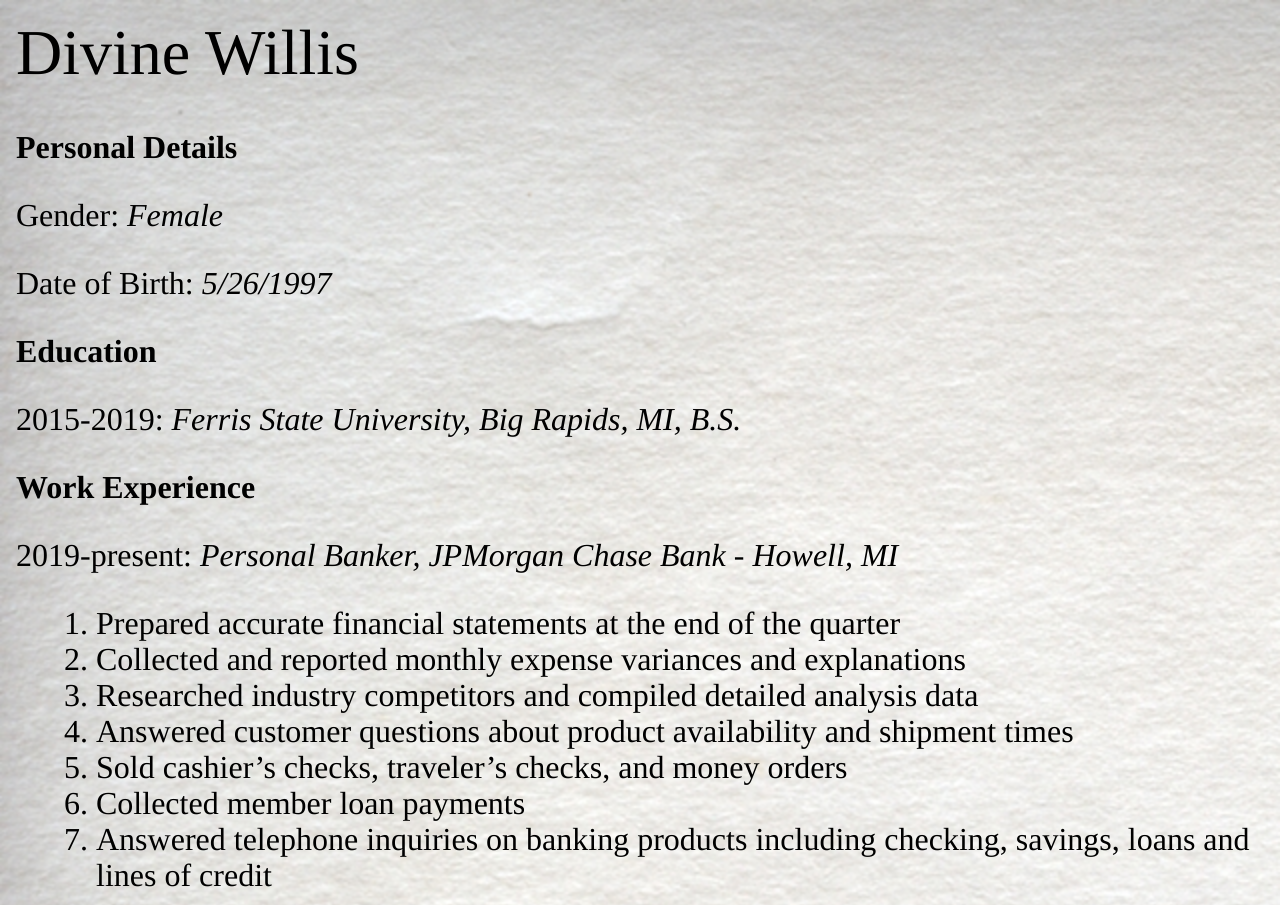 Divine Willis
Personal Details
Gender: Female
Date of Birth: 5/26/1997
Education
2015-2019: Ferris State University, Big Rapids, MI, B.S.
Work Experience
2019-present: Personal Banker, JPMorgan Chase Bank - Howell, MI
1. Prepared accurate financial statements at the end of the quarter
2. Collected and reported monthly expense variances and explanations
3. Researched industry competitors and compiled detailed analysis data
4. Answered customer questions about product availability and shipment times
5. Sold cashier’s checks, traveler’s checks, and money orders
6. Collected member loan payments
7. Answered telephone inquiries on banking products including checking, savings, loans and
lines of credit